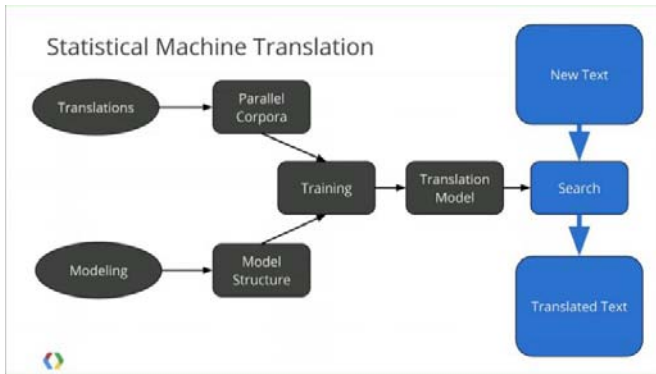 Statistical Machine Translation
Translations
Parallel
Corpora
Training
Translation
Model
Modeling
Model
Structure
New Text
Search
Translated Text